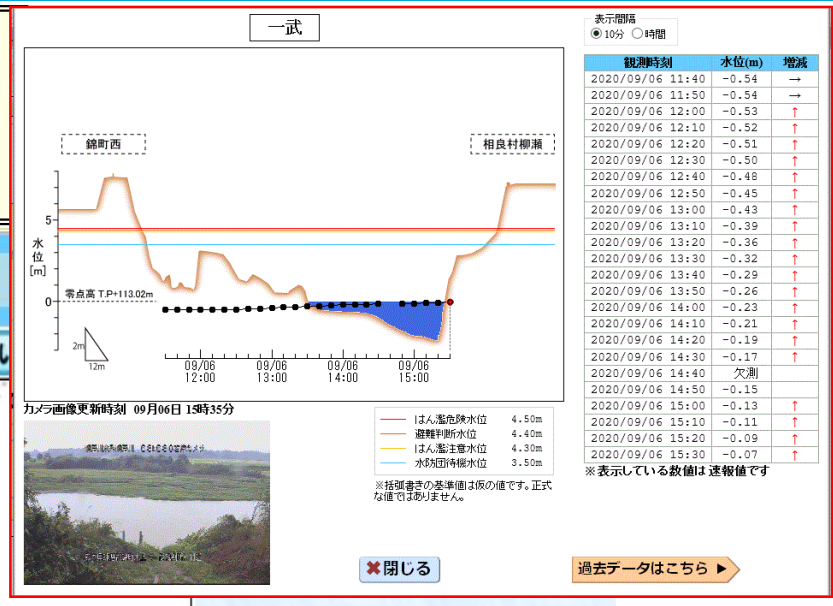 一武
表示間隔
10分 時間
錦町西
相良村柳瀬
5
水位[m]
零点高 T.P+113.02m
0
2m
12m
09/06 09/06 09/06 09/06
12:00 13:00 14:00 15:00
観測時刻 水位(m) 増減
2020/09/06 11:40 -0.54 →
2020/09/06 11:50 -0.54 →
2020/09/06 12:00 -0.53 ↑
2020/09/06 12:10 -0.52 ↑
2020/09/06 12:20 -0.51 ↑
2020/09/06 12:30 -0.50 ↑
2020/09/06 12:40 -0.48 ↑
2020/09/06 12:50 -0.45 ↑
2020/09/06 13:00 -0.43 ↑
2020/09/06 13:10 -0.39 ↑
2020/09/06 13:20 -0.36 ↑
2020/09/06 13:30 -0.32 ↑
2020/09/06 13:40 -0.29 ↑
2020/09/06 13:50 -0.26 ↑
2020/09/06 14:00 -0.23 ↑
2020/09/06 14:10 -0.21 ↑
2020/09/06 14:20 -0.19 ↑
2020/09/06 14:30 -0.17 ↑
2020/09/06 14:40 欠測
2020/09/06 14:50 -0.15
2020/09/06 15:00 -0.13 ↑
2020/09/06 15:10 -0.11 ↑
2020/09/06 15:20 -0.09 ↑
2020/09/06 15:30 -0.07 ↑
※表示している数値は速報値です
カメラ画像更新時刻 09月06日 15時35分
はん濫危険水位 4.50m
避難判断水位 4.40m
はん濫注意水位 4.30m
水防団待機水位 3.50m
※括弧書きの基準値は仮の値です。正式
な値ではありません。
✖閉じる
過去データはこちら ▶